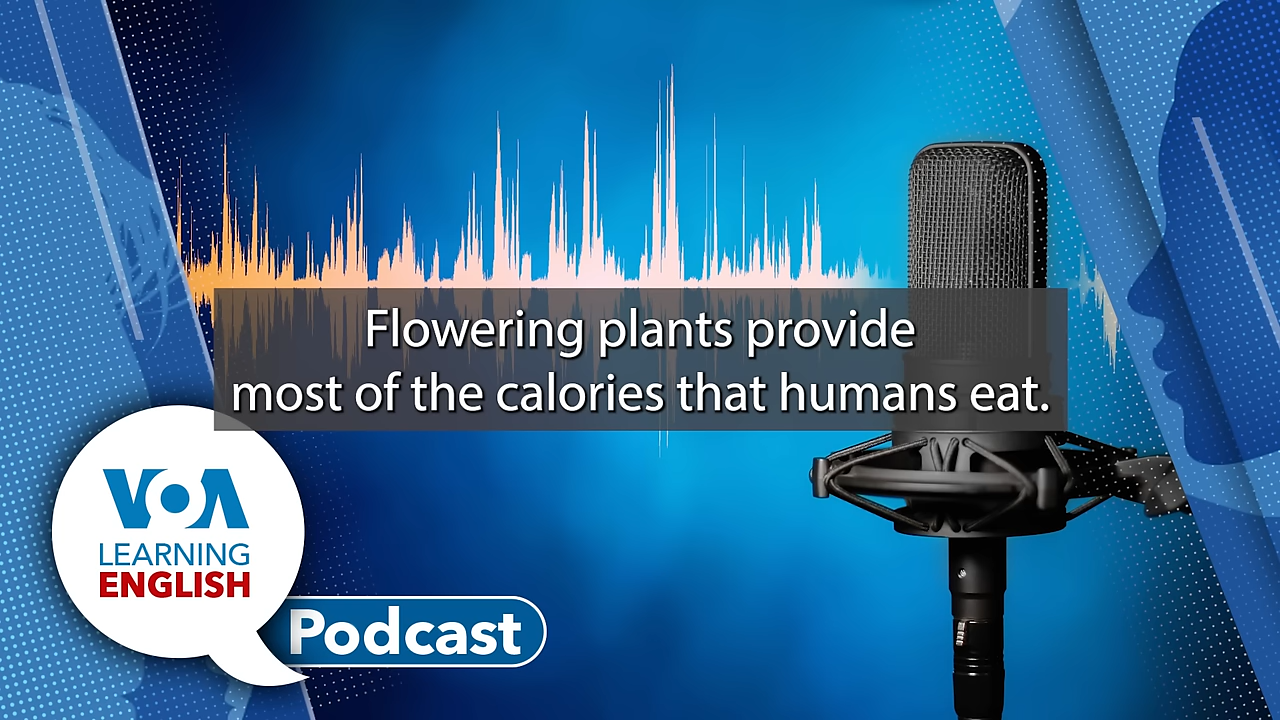 Flowering plants provide
most of the calories that humans eat.
VOA
LEARNING
ENGLISH
Podcast